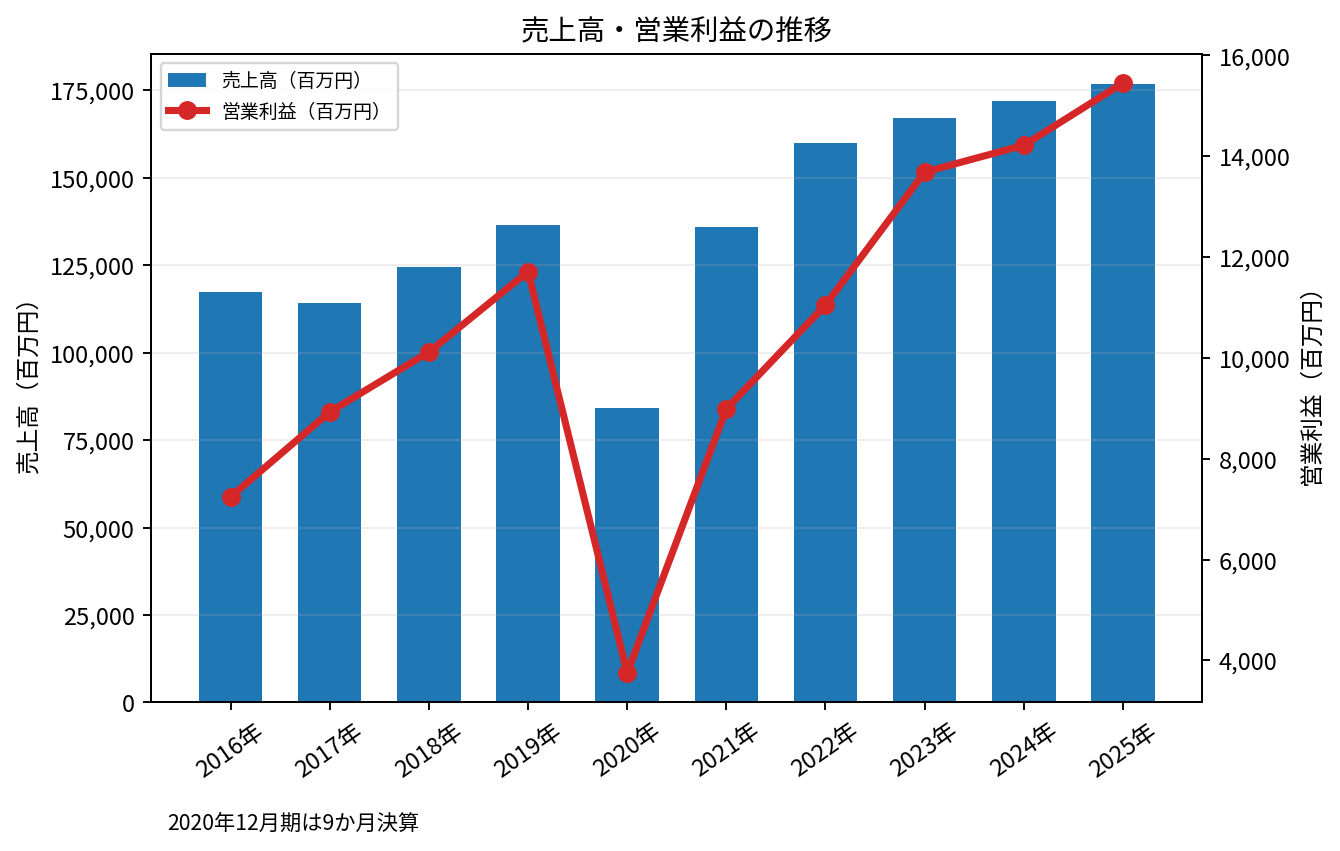 売上高・営業利益の推移
売上高（百万円）
営業利益（百万円）
売上高（百万円）
175,000
150,000
125,000
100,000
75,000
50,000
25,000
0
16,000
14,000
12,000
10,000
8,000
6,000
4,000
営業利益（百万円）
2016年
2017年
2018年
2019年
2020年
2021年
2022年
2023年
2024年
2025年
2020年12月期は9か月決算